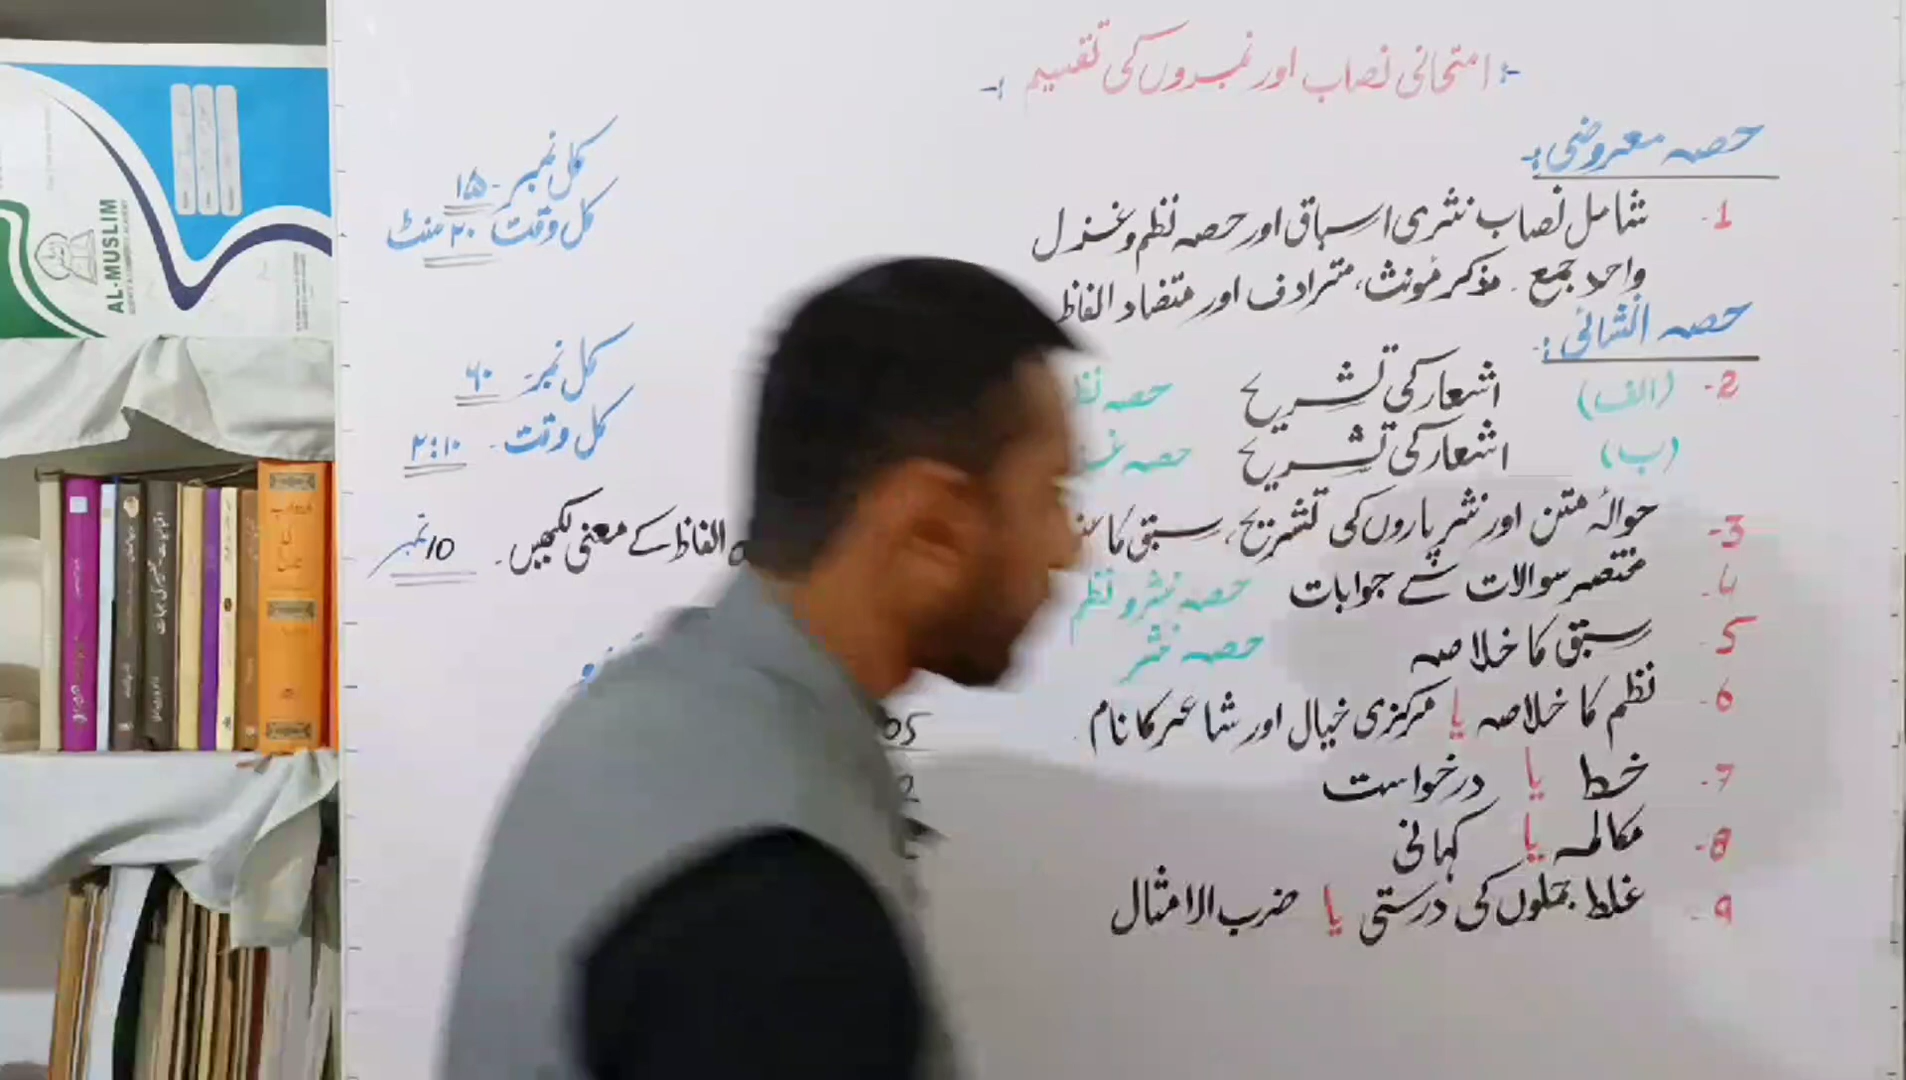 :- امتحانی نصاب اور نمبروں کی تقسیم -:
حصہ معروضی :-
کل نمبر - ۱۵
کل وقت ۲۰ منٹ
1- شامل نصاب نثری اسباق اور حصہ نظم و غزل
واحد جمع - مذکر مونث، مترادف اور متضاد الفاظ
حصہ انشائی :-
کل نمبر - ۶۰
کل وقت - ۲:۱۰
2- (الف) اشعار کی تشریح حصہ
(ب) اشعار کی تشریح حصہ
3- حوالہ متن اور نثر پاروں کی تشریح، سبق کا الفاظ کے معنی لکھیں - 10 نمبر
4- مختصر سوالات کے جوابات حصہ نثر و نظم
5- سبق کا خلاصہ حصہ نثر
6- نظم کا خلاصہ یا مرکزی خیال اور شاعر کا نام 05
7- خط یا درخواست
8- مکالمہ یا کہانی
9- غلط جملوں کی درستی یا ضرب الامثال
AL-MUSLIM